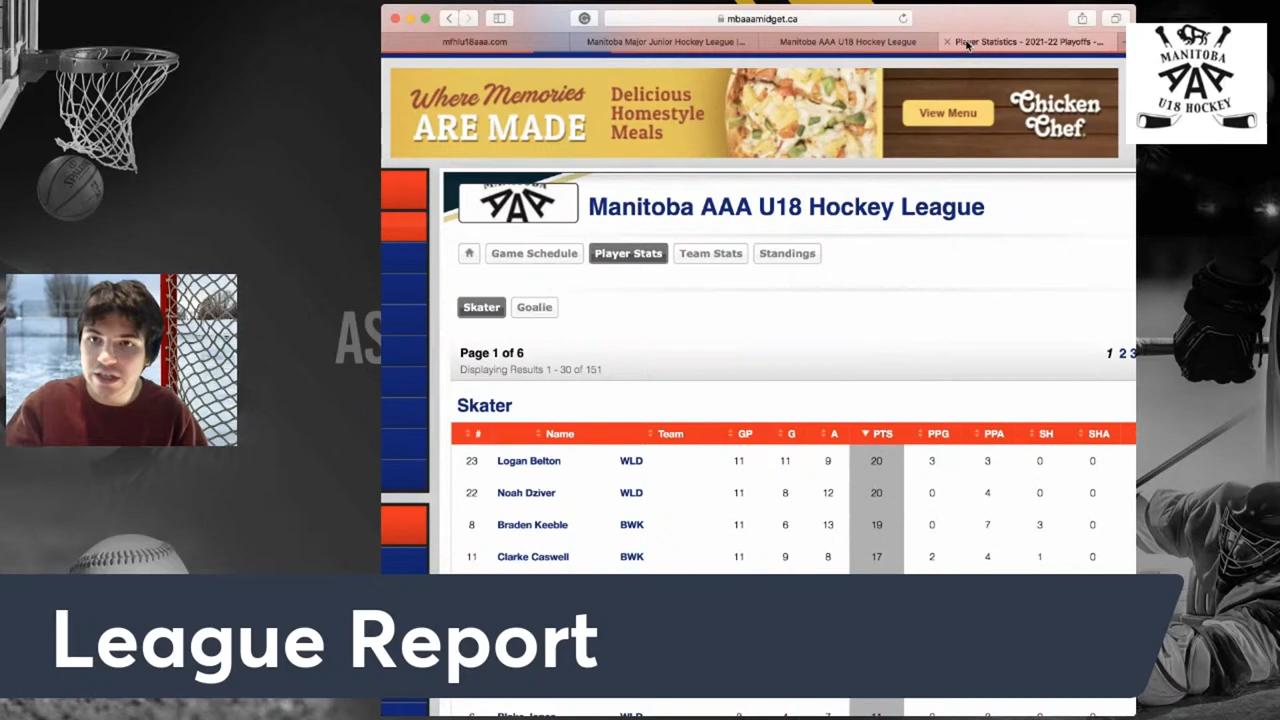 mbaaamidget.ca
mfhlu18aaa.com
Manitoba Major Junior Hockey League |...
Manitoba AAA U18 Hockey League
Player Statistics - 2021-22 Playoffs -...
Where Memories
ARE MADE
Delicious
Homestyle
Meals
View Menu
Chicken
Chef.
MANITOBA
AAA
U18 HOCKEY
AAA
Manitoba AAA U18 Hockey League
Game Schedule Player Stats Team Stats Standings
Skater Goalie
Page 1 of 6
1 2 3
Displaying Results 1 - 30 of 151
Skater
# Name Team GP G A PTS PPG PPA SH SHA
23 Logan Belton WLD 11 11 9 20 3 3 0 0
22 Noah Dziver WLD 11 8 12 20 0 4 0 0
8 Braden Keeble BWK 11 6 13 19 0 7 3 0
11 Clarke Caswell BWK 11 9 8 17 2 4 1 0
AS
SPALDING
League Report